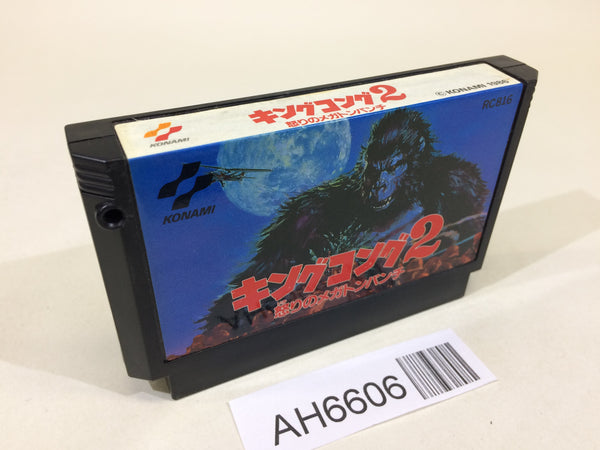 KONAMI
キングコング2
怒りのメガトンパンチ
©KONAMI 1986
RC816
KONAMI
キングコング2
怒りのメガトンパンチ
AH6606